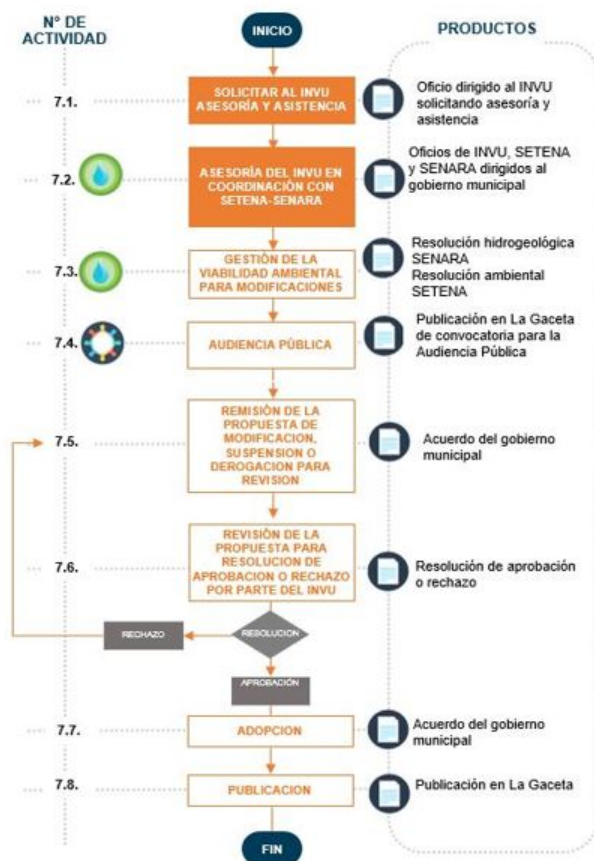 N° DE
ACTIVIDAD
INICIO
PRODUCTOS
7.1.
SOLICITAR AL INVU
ASESORÍA Y ASISTENCIA
Oficio dirigido al INVU
solicitando asesoría y
asistencia
7.2.
ASESORÍA DEL INVU EN
COORDINACIÓN CON
SETENA-SENARA
Oficios de INVU, SETENA
y SENARA dirigidos al
gobierno municipal
7.3.
GESTIÓN DE LA
VIABILIDAD AMBIENTAL
PARA MODIFICACIONES
Resolución hidrogeológica
SENARA
Resolución ambiental
SETENA
7.4.
AUDIENCIA PÚBLICA
Publicación en La Gaceta
de convocatoria para la
Audiencia Pública
7.5.
REMISIÓN DE LA
PROPUESTA DE
MODIFICACION,
SUSPENSION O
DEROGACION PARA
REVISION
Acuerdo del gobierno
municipal
7.6.
REVISIÓN DE LA
PROPUESTA PARA
RESOLUCION DE
APROBACION O RECHAZO
POR PARTE DEL INVU
Resolución de aprobación
o rechazo
RECHAZO
RESOLUCION
APROBACIÓN
7.7.
ADOPCION
Acuerdo del gobierno
municipal
7.8.
PUBLICACION
Publicación en La Gaceta
FIN